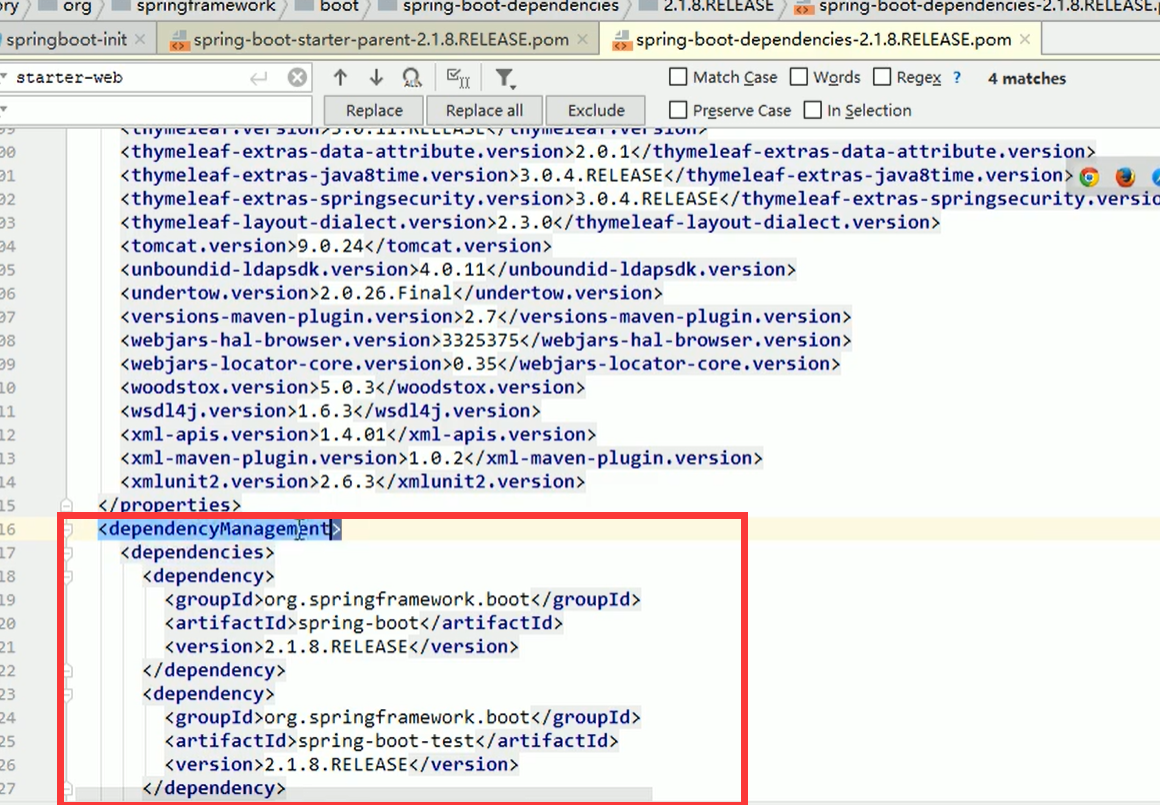 ory org springframework boot spring-boot-dependencies 2.1.8.RELEASE spring-boot-dependencies-2.1.8.RELEASE.p
springboot-init × spring-boot-starter-parent-2.1.8.RELEASE.pom × spring-boot-dependencies-2.1.8.RELEASE.pom ×
starter-web Match Case Words Regex ? 4 matches
Replace Replace all Exclude Preserve Case In Selection
99 <thymeleaf.version>3.0.11.RELEASE</thymeleaf.version>
00 <thymeleaf-extras-data-attribute.version>2.0.1</thymeleaf-extras-data-attribute.version>
01 <thymeleaf-extras-java8time.version>3.0.4.RELEASE</thymeleaf-extras-java8time.version>
02 <thymeleaf-extras-springsecurity.version>3.0.4.RELEASE</thymeleaf-extras-springsecurity.versio
03 <thymeleaf-layout-dialect.version>2.3.0</thymeleaf-layout-dialect.version>
04 <tomcat.version>9.0.24</tomcat.version>
05 <unboundid-ldapsdk.version>4.0.11</unboundid-ldapsdk.version>
06 <undertow.version>2.0.26.Final</undertow.version>
07 <versions-maven-plugin.version>2.7</versions-maven-plugin.version>
08 <webjars-hal-browser.version>3325375</webjars-hal-browser.version>
09 <webjars-locator-core.version>0.35</webjars-locator-core.version>
10 <woodstox.version>5.0.3</woodstox.version>
11 <wsdl4j.version>1.6.3</wsdl4j.version>
12 <xml-apis.version>1.4.01</xml-apis.version>
13 <xml-maven-plugin.version>1.0.2</xml-maven-plugin.version>
14 <xmlunit2.version>2.6.3</xmlunit2.version>
15 </properties>
16 <dependencyManagement>
17 <dependencies>
18 <dependency>
19 <groupId>org.springframework.boot</groupId>
20 <artifactId>spring-boot</artifactId>
21 <version>2.1.8.RELEASE</version>
22 </dependency>
23 <dependency>
24 <groupId>org.springframework.boot</groupId>
25 <artifactId>spring-boot-test</artifactId>
26 <version>2.1.8.RELEASE</version>
27 </dependency>